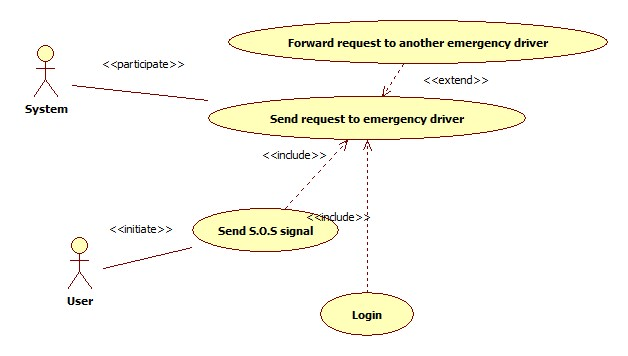 Forward request to another emergency driver
<<participate>>
<<extend>>
System
Send request to emergency driver
<<include>>
<<include>>
<<initiate>>
Send S.O.S signal
User
Login